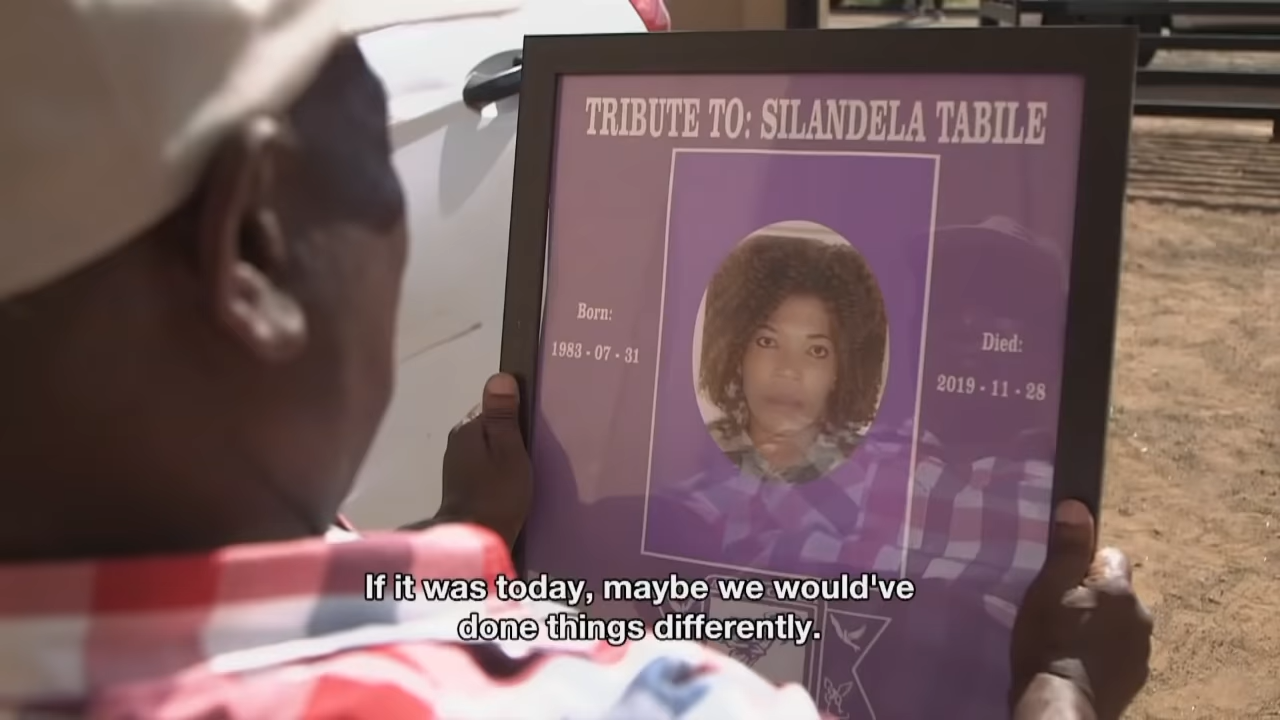 TRIBUTE TO: SILANDELA TABILE
Born:
1983 - 07 - 31
Died:
2019 - 11 - 28
If it was today, maybe we would've
done things differently.